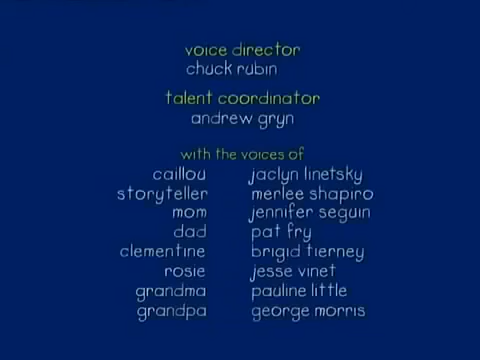 voice director
chuck rubin
talent coordinator
andrew gryn
with the voices of
caillou jaclyn linetsky
storyteller merlee shapiro
mom jennifer seguin
dad pat fry
clementine brigid tierney
rosie jesse vinet
grandma pauline little
grandpa george morris